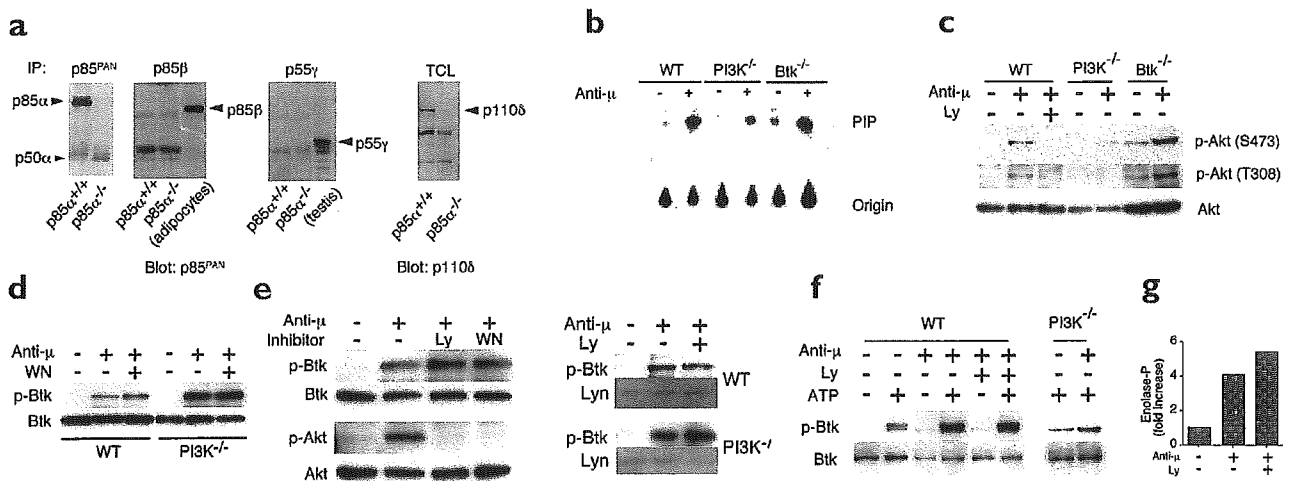 a
IP: p85PAN p85β p55γ TCL
p85α
p50α
p85β
p55γ
p110δ
p85α+/+
p85α-/-
p85α+/+
p85α-/-
(adipocytes)
p85α+/+
p85α-/-
(testis)
p85α+/+
p85α-/-
Blot: p85PAN
Blot: p110δ
b
WT PI3K-/- Btk-/-
Anti-μ - + - + - +
PIP
Origin
c
WT PI3K-/- Btk-/-
Anti-μ - + + - + - +
Ly - - + - - - -
p-Akt (S473)
p-Akt (T308)
Akt
d
Anti-μ - + + - + +
WN - - + - - +
p-Btk
Btk
WT PI3K-/-
e
Anti-μ - + + +
Inhibitor - - Ly WN
p-Btk
Btk
p-Akt
Akt
Anti-μ - + +
Ly - - +
p-Btk
Lyn
WT
p-Btk
Lyn
PI3K-/
f
WT PI3K-/-
Anti-μ - - + + + + - +
Ly - - - - + + - -
ATP - + - + - + + +
p-Btk
Btk
g
Enolase-P
(fold increase)
6
4
2
0
Anti-μ - + +
Ly - - +